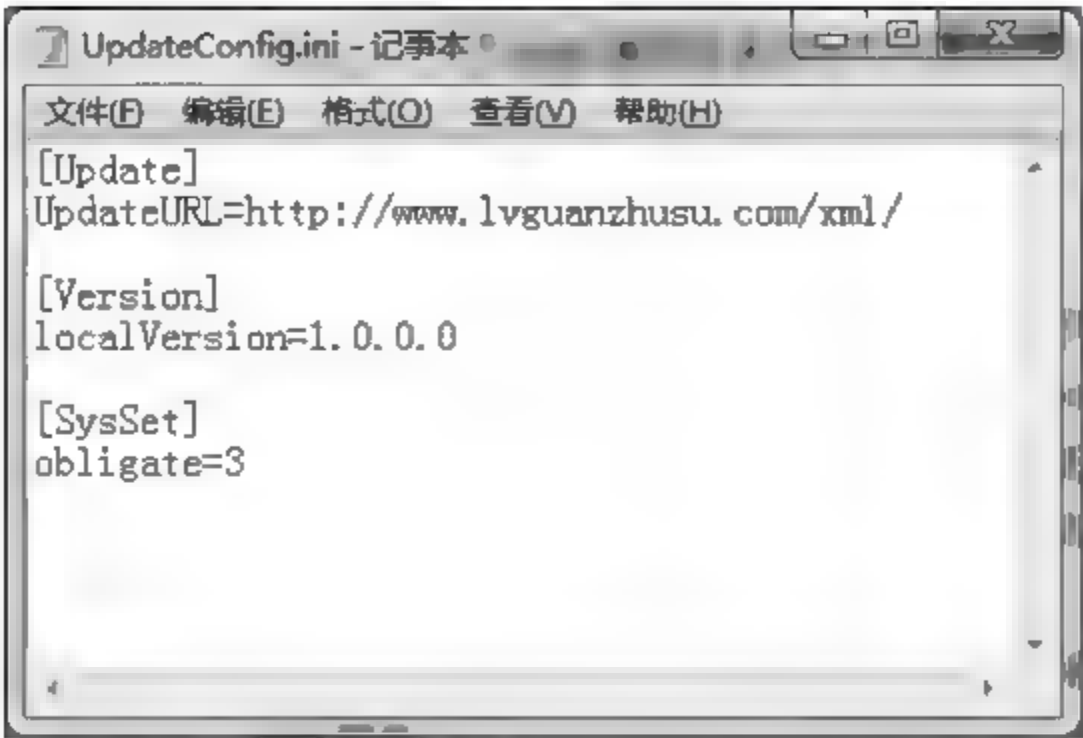 UpdateConfig.ini - 记事本
文件(F) 编辑(E) 格式(O) 查看(V) 帮助(H)
[Update]
UpdateURL=http://www.lvguanzhusu.com/xml/
[Version]
localVersion=1.0.0.0
[SysSet]
obligate=3